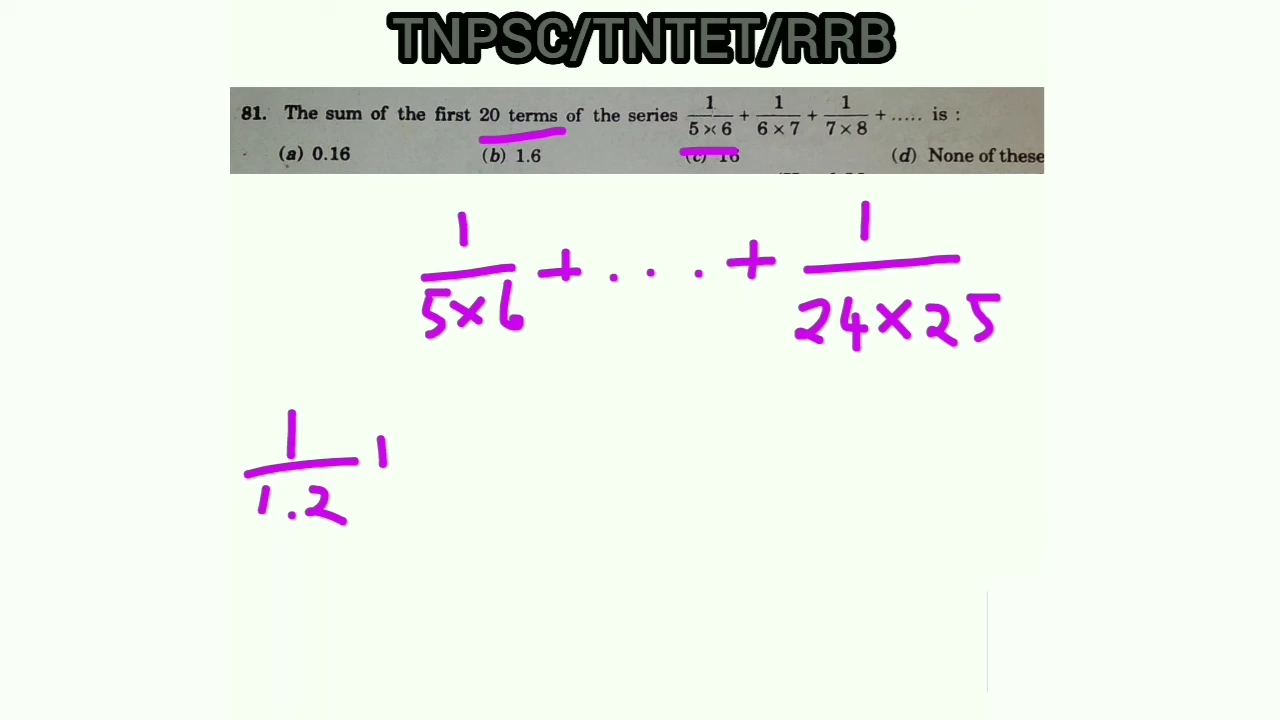 TNPSC/TNTET/RRB
81. The sum of the first 20 terms of the series 1/(5 × 6) + 1/(6 × 7) + 1/(7 × 8) + ..... is :
(a) 0.16 (b) 1.6 (c) 16 (d) None of these
1/(5×6) + . . . + 1/(24×25)
1/(1.2) 1